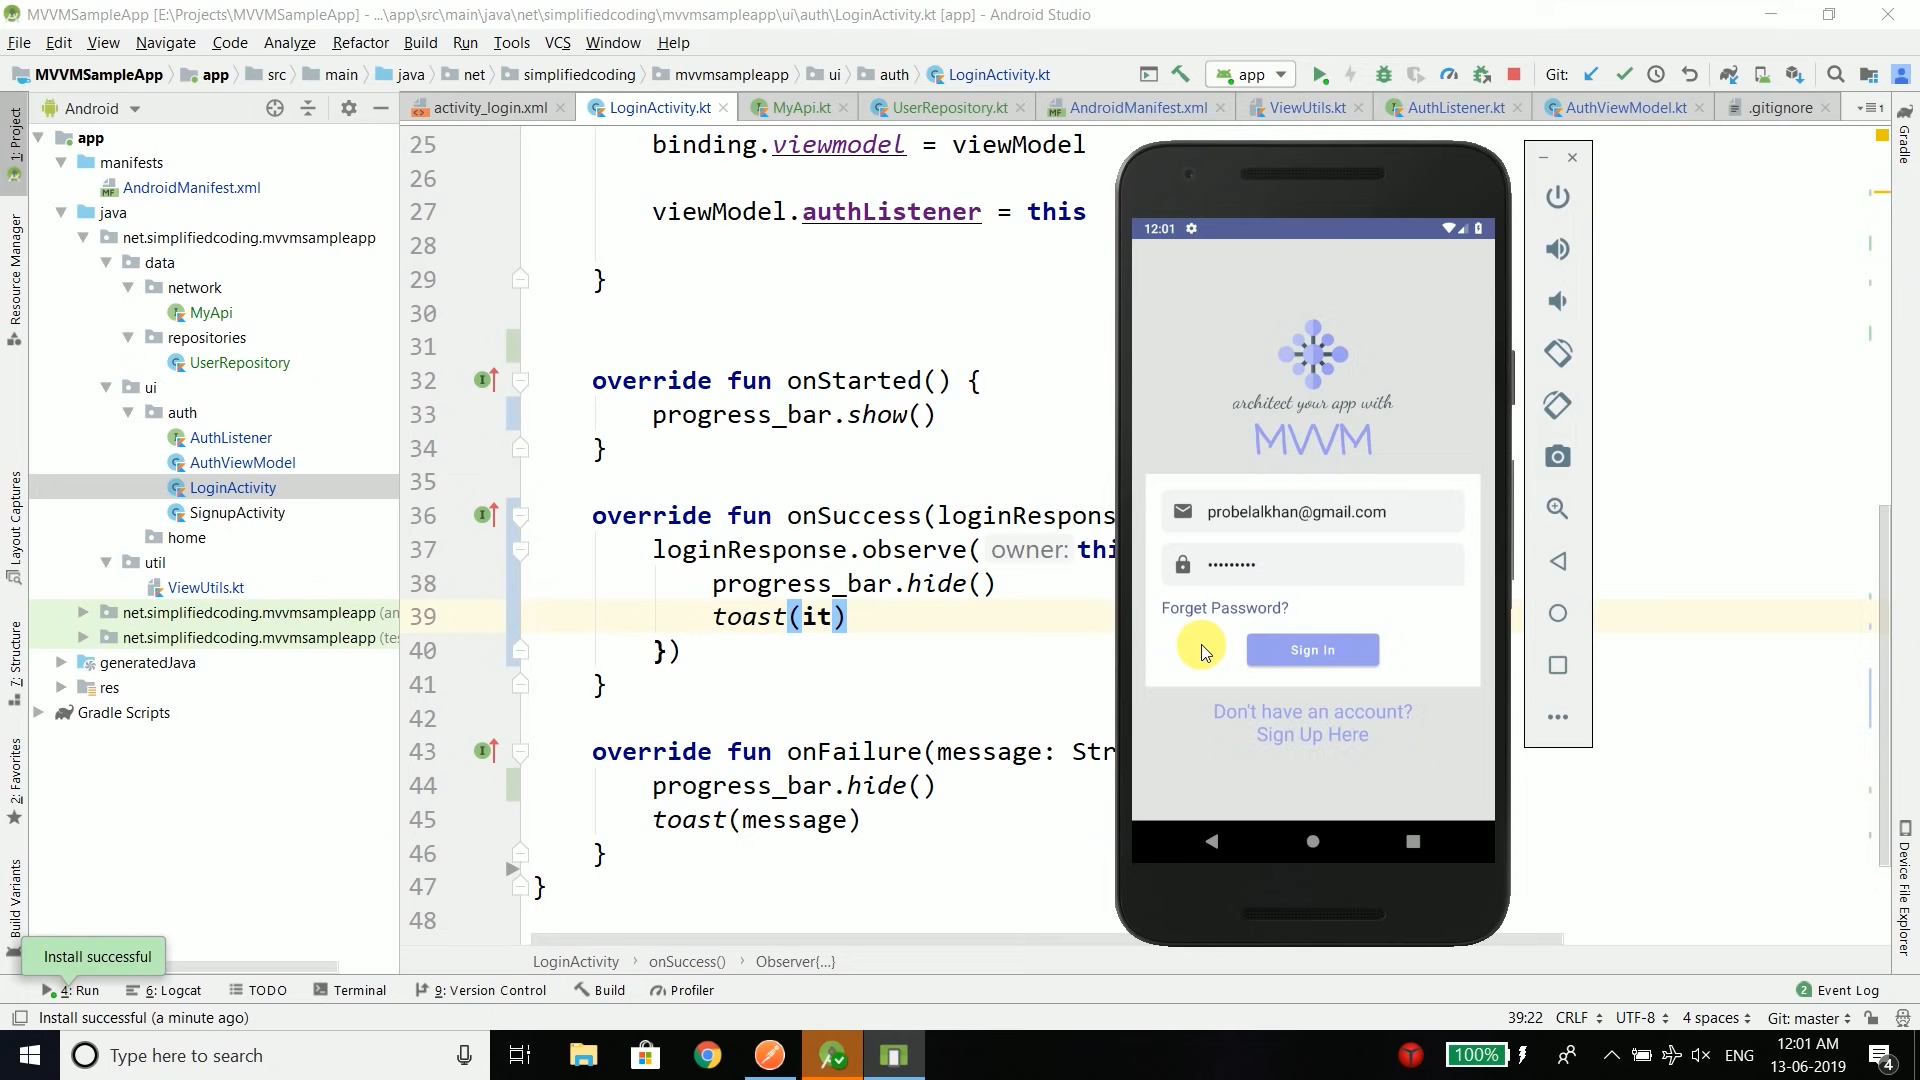 MVVMSampleApp [E:\Projects\MVVMSampleApp] - ...\app\src\main\java\net\simplifiedcoding\mvvmsampleapp\ui\auth\LoginActivity.kt [app] - Android Studio
File Edit View Navigate Code Analyze Refactor Build Run Tools VCS Window Help
MVVMSampleApp app src main java net simplifiedcoding mvvmsampleapp ui auth LoginActivity.kt app Git:
Android
activity_login.xml LoginActivity.kt MyApi.kt UserRepository.kt AndroidManifest.xml ViewUtils.kt AuthListener.kt AuthViewModel.kt .gitignore 1
1: Project
Resource Manager
Layout Captures
7: Structure
2: Favorites
Build Variants
app
manifests
AndroidManifest.xml
java
net.simplifiedcoding.mvvmsampleapp
data
network
MyApi
repositories
UserRepository
ui
auth
AuthListener
AuthViewModel
LoginActivity
SignupActivity
home
util
ViewUtils.kt
net.simplifiedcoding.mvvmsampleapp (an
net.simplifiedcoding.mvvmsampleapp (tes
generatedJava
res
Gradle Scripts
25 binding.viewmodel = viewModel
26
27 viewModel.authListener = this
28
29 }
30
31
32 override fun onStarted() {
33 progress_bar.show()
34 }
35
36 override fun onSuccess(loginRespons
37 loginResponse.observe( owner: thi
38 progress_bar.hide()
39 toast(it)
40 })
41 }
42
43 override fun onFailure(message: Str
44 progress_bar.hide()
45 toast(message)
46 }
47 }
48
LoginActivity › onSuccess() › Observer{...}
12:01
architect your app with
MVVM
probelalkhan@gmail.com
•••••••••
Forget Password?
Sign In
Don't have an account?
Sign Up Here
Gradle
Device File Explorer
Install successful
4: Run 6: Logcat TODO Terminal 9: Version Control Build Profiler 2 Event Log
Install successful (a minute ago) 39:22 CRLF UTF-8 4 spaces Git: master
Type here to search 100% ENG 12:01 AM
13-06-2019 4